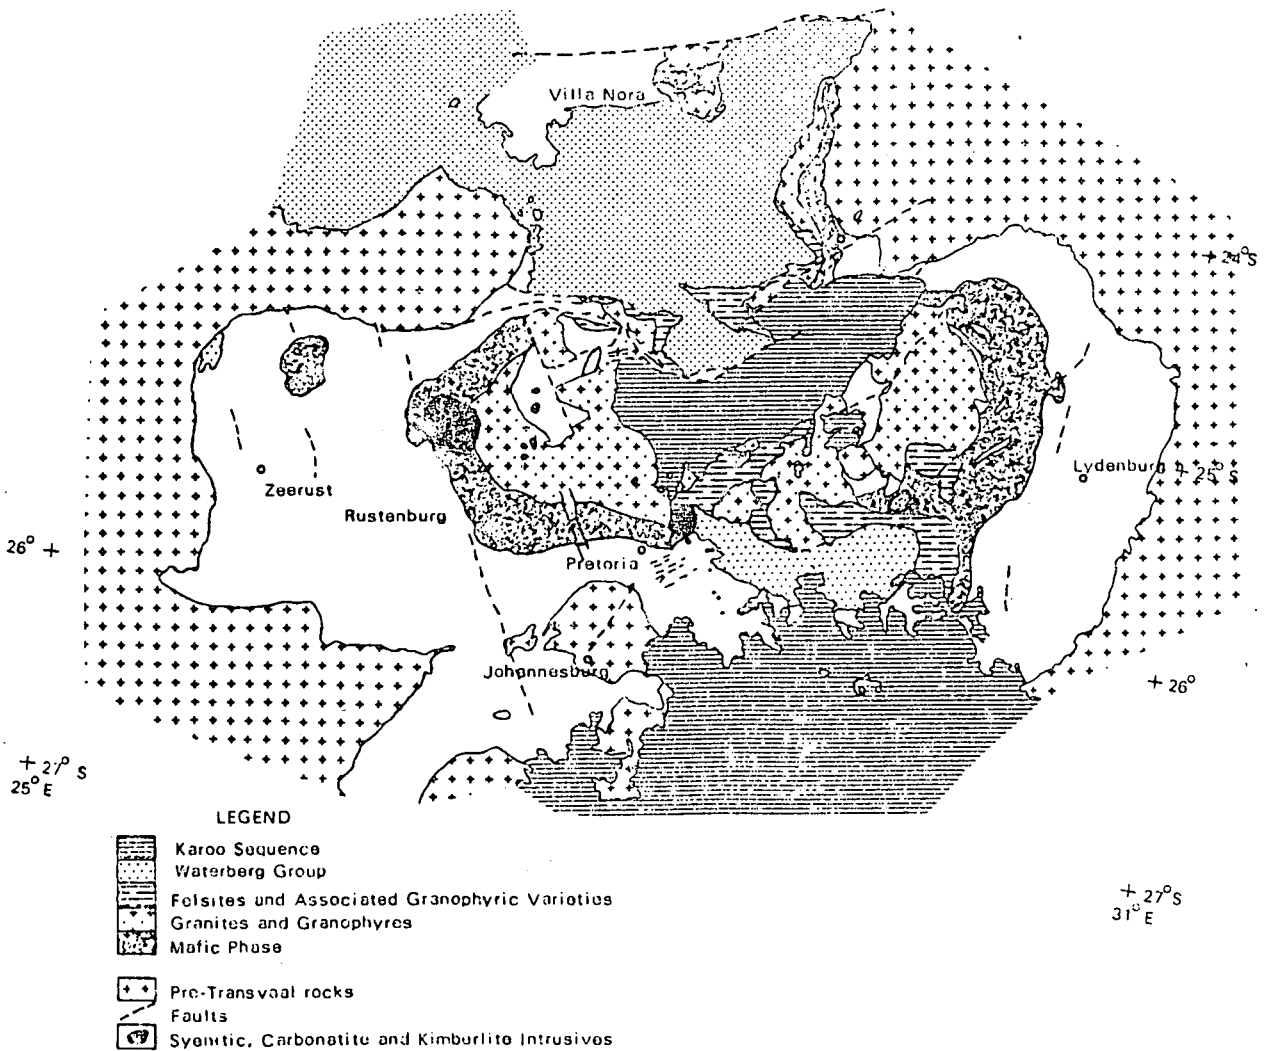 Villa Nora
+ 24° S
Zeerust
Lydenburg + 25° S
Rustenburg
26° +
Pretoria
Johannesburg
+ 26°
+ 27° S
25° E
LEGEND
Karoo Sequence
Waterberg Group
Felsites and Associated Granophyric Varieties
Granites and Granophyres
Mafic Phase
+ 27° S
31° E
Pre-Transvaal rocks
Faults
Syenitic, Carbonatite and Kimberlite Intrusives